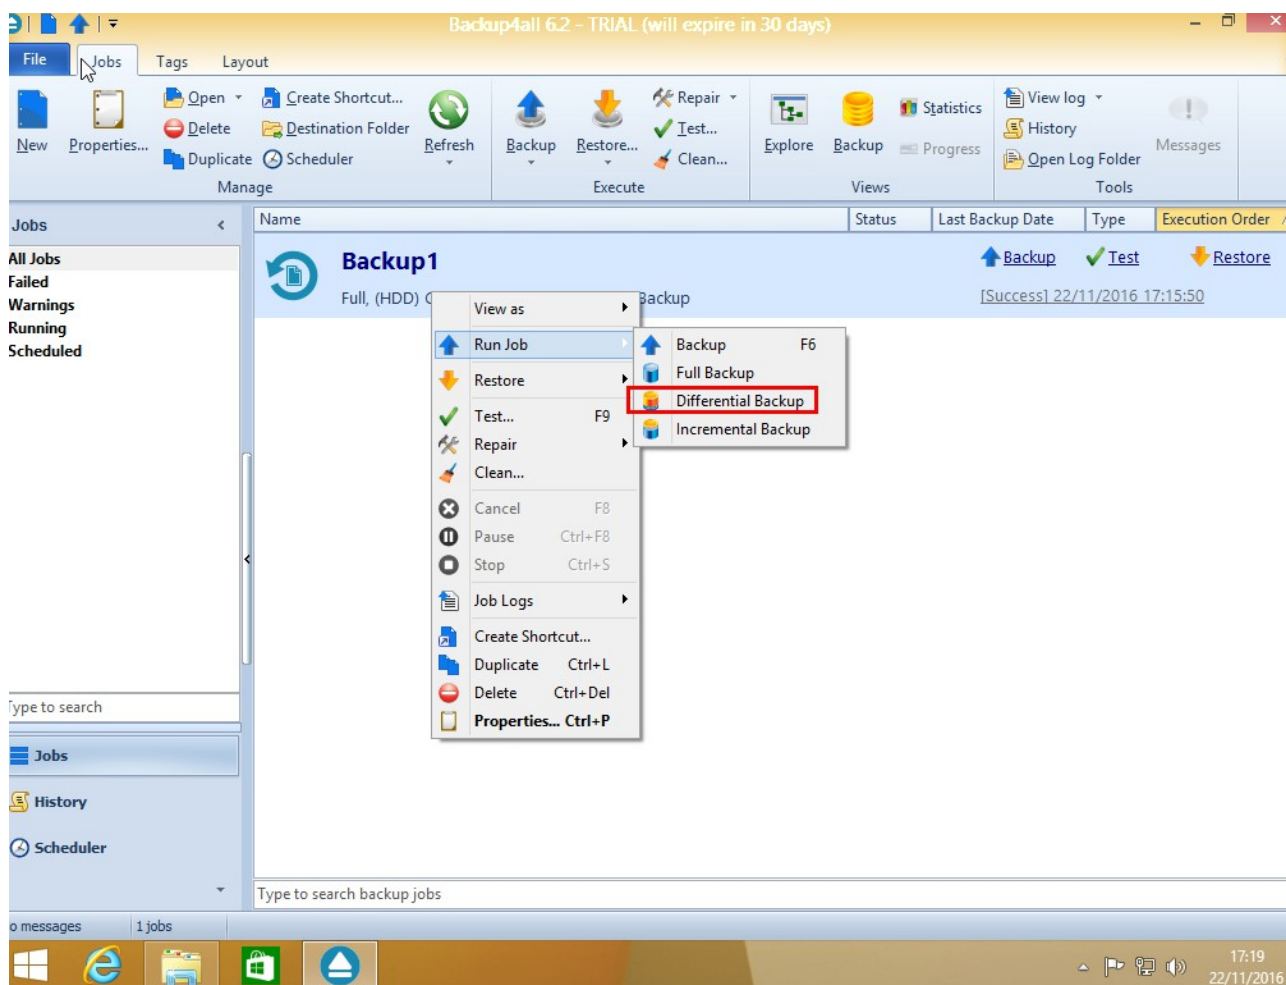 Backup4all 6.2 - TRIAL (will expire in 30 days)
File Jobs Tags Layout
New
Properties...
Open
Delete
Duplicate
Create Shortcut...
Destination Folder
Scheduler
Refresh
Manage
Backup
Restore...
Repair
Test...
Clean...
Execute
Explore
Backup
Statistics
Progress
Views
View log
History
Open Log Folder
Messages
Tools
Jobs
All Jobs
Failed
Warnings
Running
Scheduled
Type to search
Jobs
History
Scheduler
Name Status Last Backup Date Type Execution Order
Backup1
Backup Test Restore
Full, (HDD) Backup
[Success] 22/11/2016 17:15:50
View as
Run Job
Restore
Test... F9
Repair
Clean...
Cancel F8
Pause Ctrl+F8
Stop Ctrl+S
Job Logs
Create Shortcut...
Duplicate Ctrl+L
Delete Ctrl+Del
Properties... Ctrl+P
Backup F6
Full Backup
Differential Backup
Incremental Backup
Type to search backup jobs
o messages 1 jobs
17:19
22/11/2016